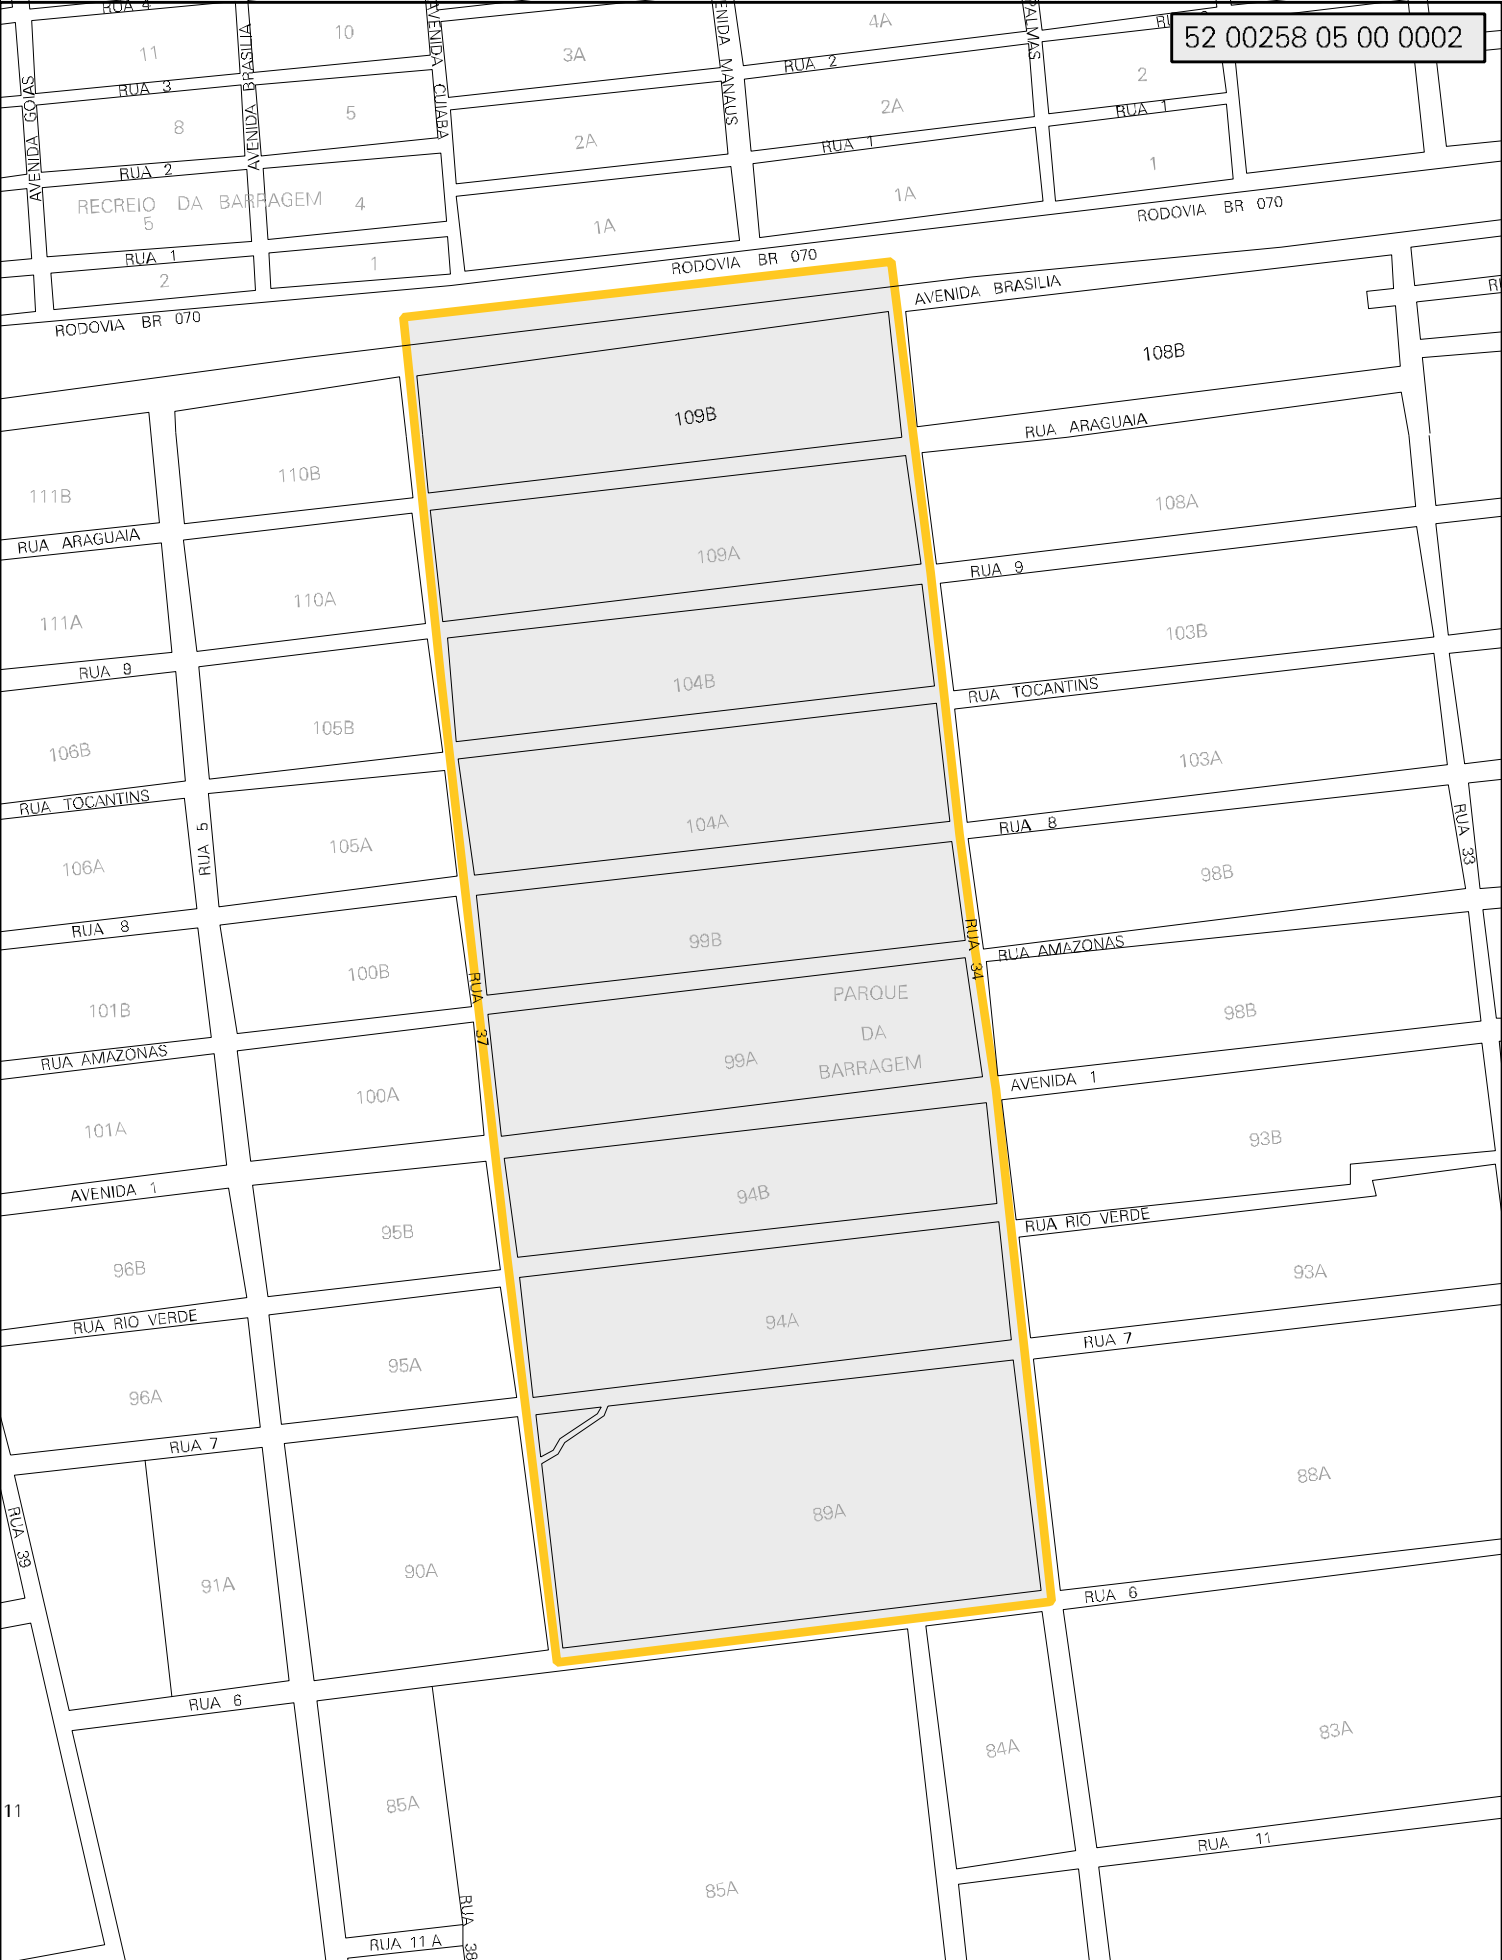 RUA 4
10
4A
52 00258 05 00 0002
11
3A
AVENIDA GOIAS
AVENIDA BRASILIA
AVENIDA CUIABA
ENIDA MANAUS
PALMAS
RUA 2
2
RUA 3
8
5
2A
2A
RUA 1
RUA 1
RUA 2
1
RECREIO DA BARRAGEM
5
4
1A
1A
RODOVIA BR 070
RUA 1
1
2
RODOVIA BR 070
RODOVIA BR 070
AVENIDA BRASILIA
108B
109B
RUA ARAGUAIA
110B
111B
108A
RUA ARAGUAIA
109A
RUA 9
110A
111A
103B
RUA 9
104B
RUA TOCANTINS
105B
106B
103A
RUA TOCANTINS
RUA 5
104A
RUA 8
RUA 33
105A
106A
98B
RUA 8
99B
RUA 34
RUA AMAZONAS
100B
RUA 37
PARQUE
DA
BARRAGEM
101B
98B
RUA AMAZONAS
99A
AVENIDA 1
100A
101A
93B
AVENIDA 1
94B
RUA RIO VERDE
95B
96B
93A
RUA RIO VERDE
94A
RUA 7
95A
96A
RUA 7
88A
RUA 39
89A
90A
91A
RUA 6
RUA 6
83A
84A
11
85A
RUA 11
85A
RUA 38
RUA 11 A